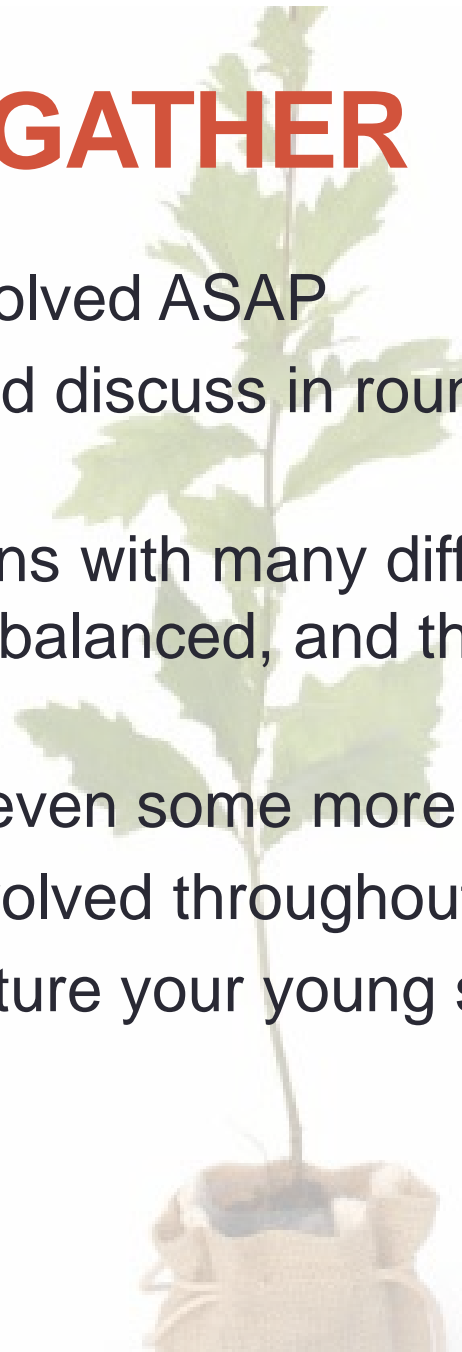 GATHER
olved ASAP
d discuss in roun
ns with many diff
balanced, and th
even some more
olved throughout
ture your young s